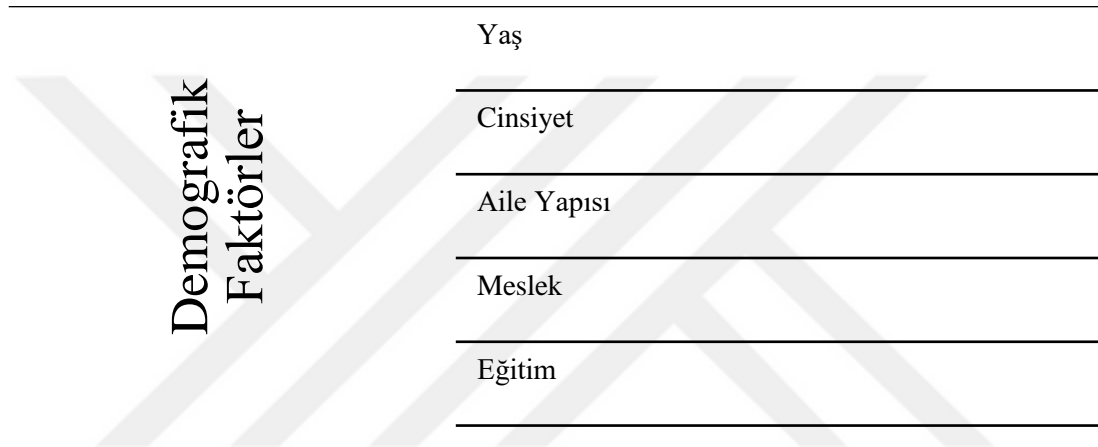 Demografik
Faktörler
Yaş
Cinsiyet
Aile Yapısı
Meslek
Eğitim